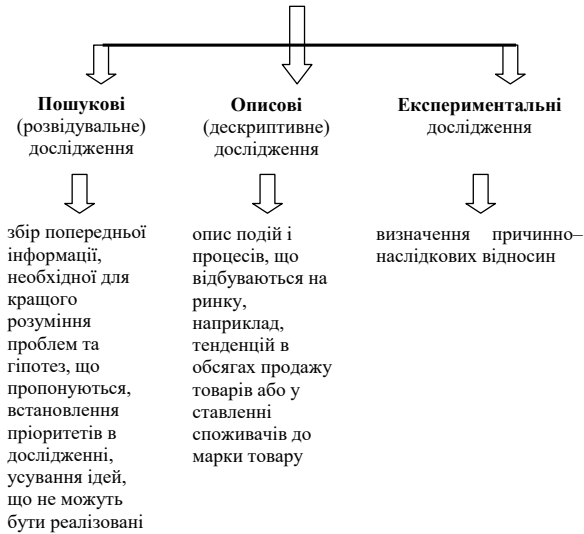 Пошукові
(розвідувальне)
дослідження
Описові
(дескриптивне)
дослідження
Експериментальні
дослідження
збір попередньої
інформації,
необхідної для
кращого
розуміння
проблем та
гіпотез, що
пропонуються,
встановлення
пріоритетів в
дослідженні,
усування ідей,
що не можуть
бути реалізовані
опис подій і
процесів, що
відбуваються на
ринку,
наприклад,
тенденцій в
обсягах продажу
товарів або у
ставленні
споживачів до
марки товару
визначення причинно–
наслідкових відносин